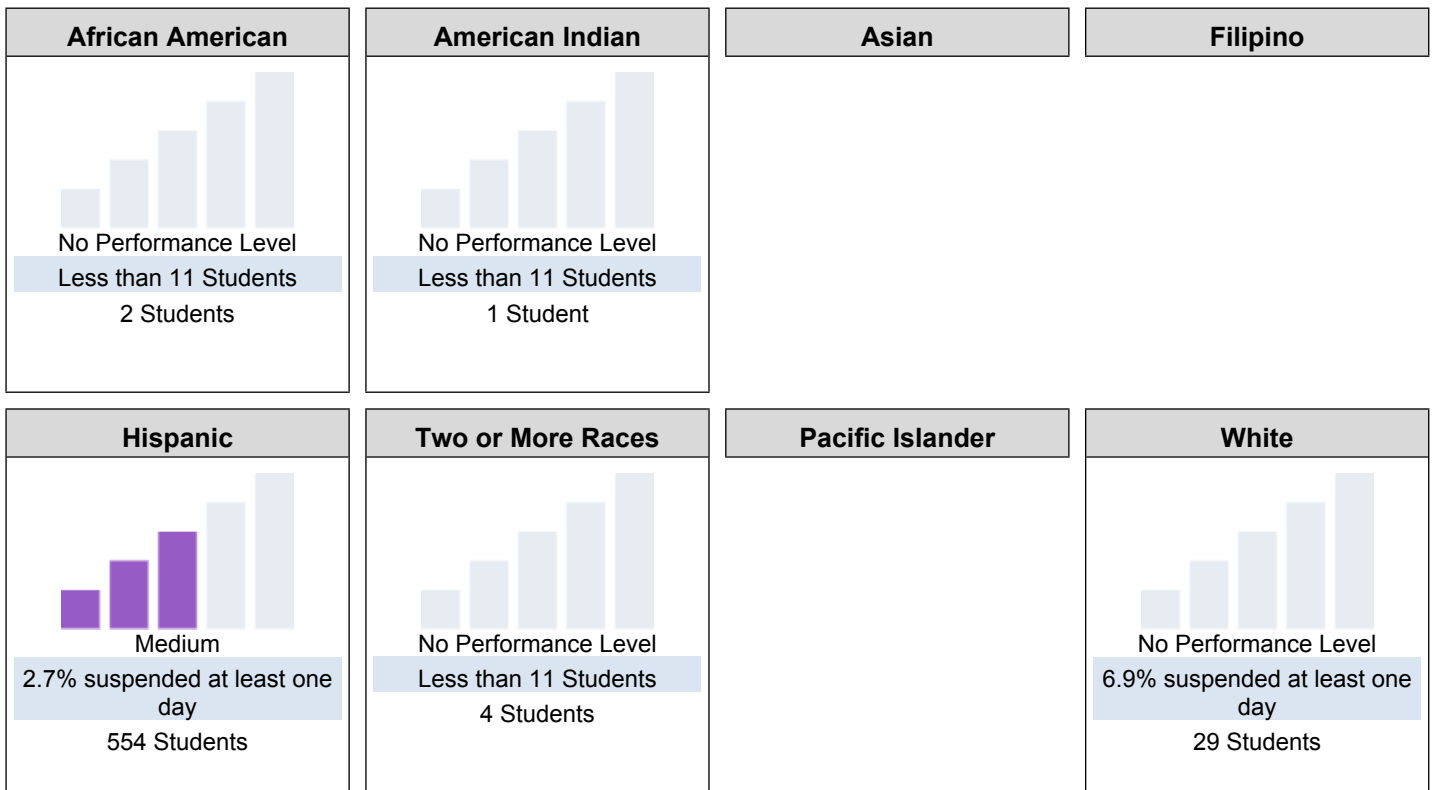 African American
American Indian
Asian
Filipino
No Performance Level
Less than 11 Students
2 Students
No Performance Level
Less than 11 Students
1 Student
Hispanic
Two or More Races
Pacific Islander
White
Medium
2.7% suspended at least one
day
554 Students
No Performance Level
Less than 11 Students
4 Students
No Performance Level
6.9% suspended at least one
day
29 Students